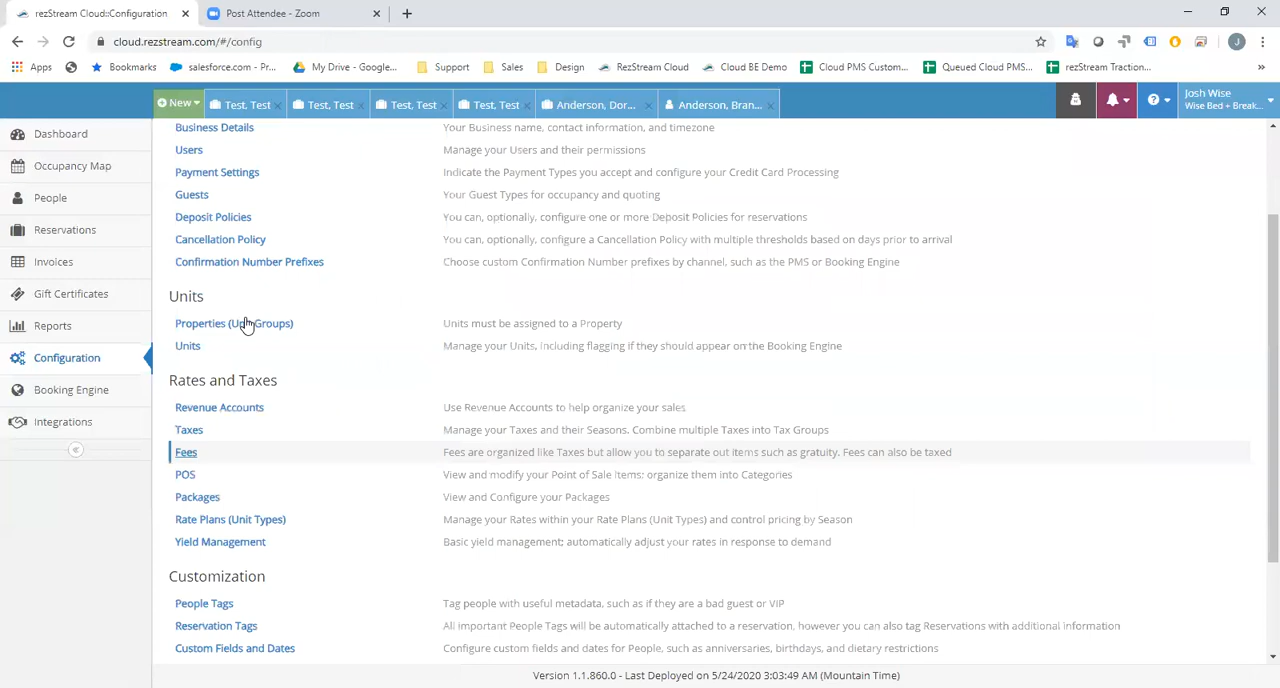 rezStream Cloud::Configuration
Post Attendee - Zoom
cloud.rezstream.com/#/config
Apps Bookmarks salesforce.com - Pr... My Drive - Google... Support Sales Design RezStream Cloud Cloud BE Demo Cloud PMS Custom... Queued Cloud PMS... rezStream Traction... »
New Test, Test Test, Test Test, Test Test, Test Anderson, Dor... Anderson, Bran... Josh Wise
Wise Bed + Break...
Dashboard
Occupancy Map
People
Reservations
Invoices
Gift Certificates
Reports
Configuration
Booking Engine
Integrations
Business Details Your Business name, contact information, and timezone
Users Manage your Users and their permissions
Payment Settings Indicate the Payment Types you accept and configure your Credit Card Processing
Guests Your Guest Types for occupancy and quoting
Deposit Policies You can, optionally, configure one or more Deposit Policies for reservations
Cancellation Policy You can, optionally, configure a Cancellation Policy with multiple thresholds based on days prior to arrival
Confirmation Number Prefixes Choose custom Confirmation Number prefixes by channel, such as the PMS or Booking Engine
Units
Properties (Unit Groups) Units must be assigned to a Property
Units Manage your Units, including flagging if they should appear on the Booking Engine
Rates and Taxes
Revenue Accounts Use Revenue Accounts to help organize your sales
Taxes Manage your Taxes and their Seasons. Combine multiple Taxes into Tax Groups
Fees Fees are organized like Taxes but allow you to separate out items such as gratuity. Fees can also be taxed
POS View and modify your Point of Sale Items: organize them into Categories
Packages View and Configure your Packages
Rate Plans (Unit Types) Manage your Rates within your Rate Plans (Unit Types) and control pricing by Season
Yield Management Basic yield management; automatically adjust your rates in response to demand
Customization
People Tags Tag people with useful metadata, such as if they are a bad guest or VIP
Reservation Tags All important People Tags will be automatically attached to a reservation, however you can also tag Reservations with additional information
Custom Fields and Dates Configure custom fields and dates for People, such as anniversaries, birthdays, and dietary restrictions
Version 1.1.860.0 - Last Deployed on 5/24/2020 3:03:49 AM (Mountain Time)